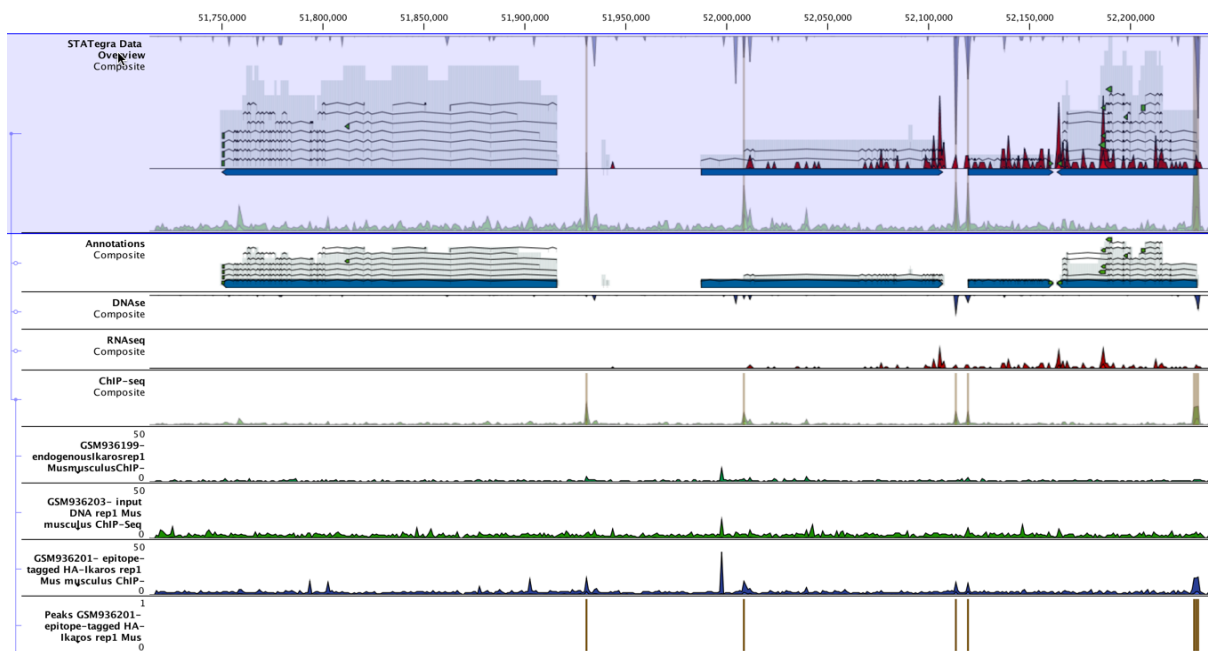 51,750,000 51,800,000 51,850,000 51,900,000 51,950,000 52,000,000 52,050,000 52,100,000 52,150,000 52,200,000
STATegra Data
Overview
Composite
Annotations
Composite
DNAse
Composite
RNAseq
Composite
ChIP-seq
Composite
50
GSM936199-
endogenousIkarosrep1
MusmusculusChIP-
0
50
GSM936203- input
DNA rep1 Mus
musculus ChIP-Seq
0
50
GSM936201- epitope-
tagged HA-Ikaros rep1
Mus musculus ChIP-
0
1
Peaks GSM936201-
epitope-tagged HA-
Ikaros rep1 Mus
0